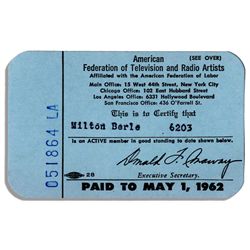 American (SEE OVER)
Federation of Television and Radio Artists
Affiliated with the American Federation of Labor
Main Office: 15 West 44th Street, New York City
Chicago Office: 102 East Hubbard Street
Los Angeles Office: 6331 Hollywood Boulevard
San Francisco Office: 436 O'Farrell St.
This is to Certify that
Milton Berle 6203
is an ACTIVE member in good standing to date shown below.
Donald F. Conaway
Executive Secretary.
28
PAID TO MAY 1, 1962
051864 LA